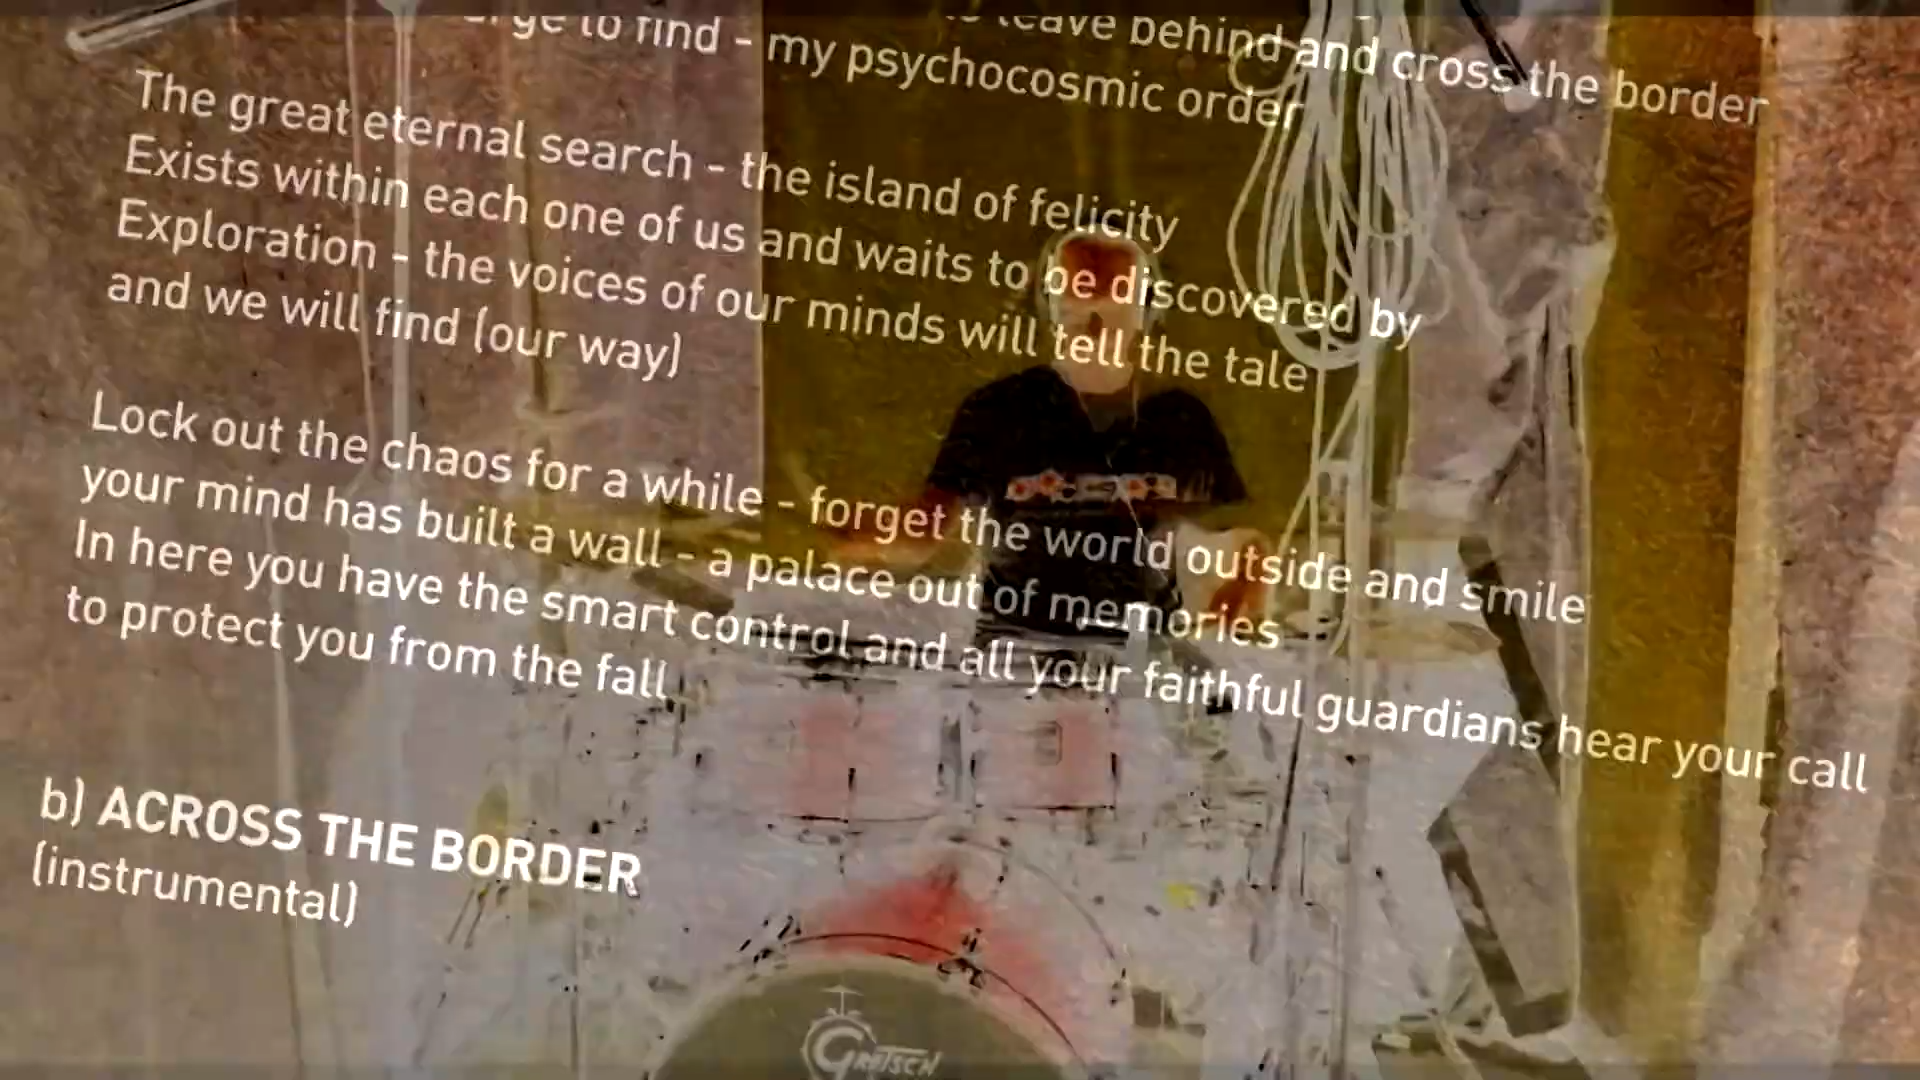 to find - my psychocosmic order
leave behind and cross the border
The great eternal search - the island of felicity
Exists within each one of us and waits to be discovered by
Exploration - the voices of our minds will tell the tale
and we will find (our way)
Lock out the chaos for a while - forget the world outside and smile
your mind has built a wall - a palace out of memories
In here you have the smart control and all your faithful guardians hear your call
to protect you from the fall
b) ACROSS THE BORDER
(instrumental)
GRETSCH